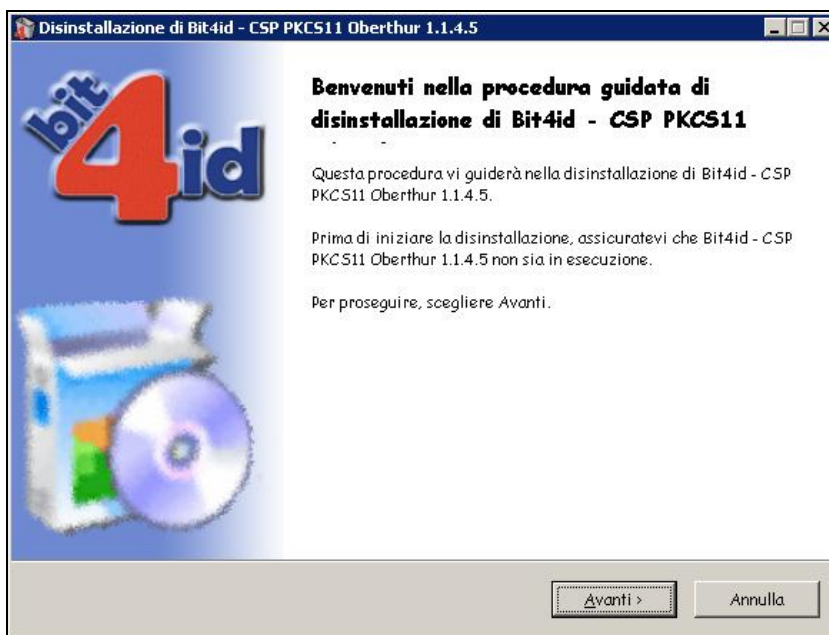 Disinstallazione di Bit4id - CSP PKCS11 Oberthur 1.1.4.5
bit
4id
Benvenuti nella procedura guidata di
disinstallazione di Bit4id - CSP PKCS11
Questa procedura vi guiderà nella disinstallazione di Bit4id - CSP
PKCS11 Oberthur 1.1.4.5.
Prima di iniziare la disinstallazione, assicuratevi che Bit4id - CSP
PKCS11 Oberthur 1.1.4.5 non sia in esecuzione.
Per proseguire, scegliere Avanti.
Avanti >
Annulla